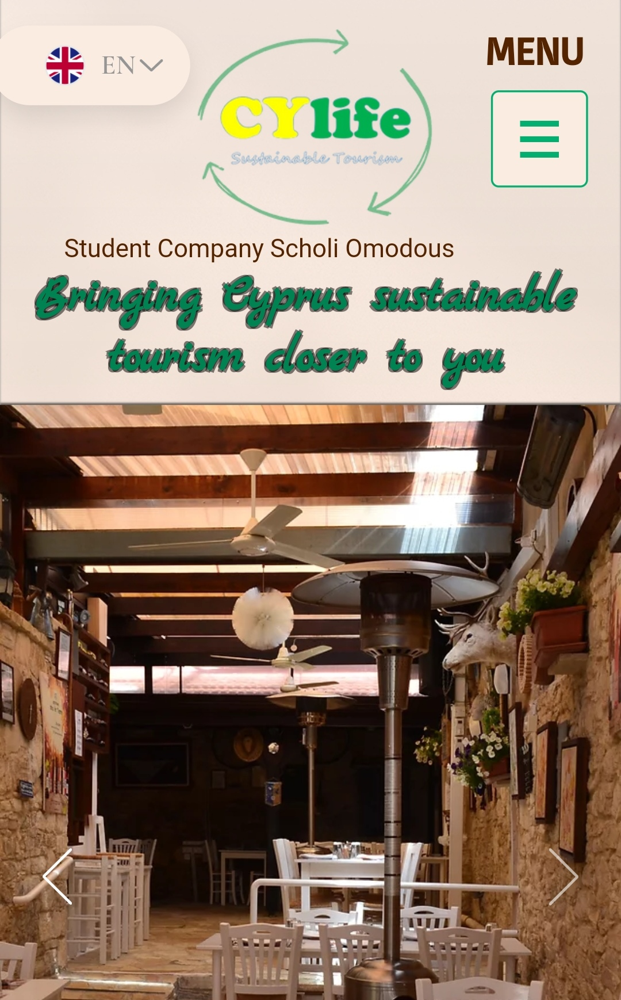 EN
MENU
CYlife
Sustainable Tourism
Student Company Scholi Omodous
Bringing Cyprus sustainable
tourism closer to you